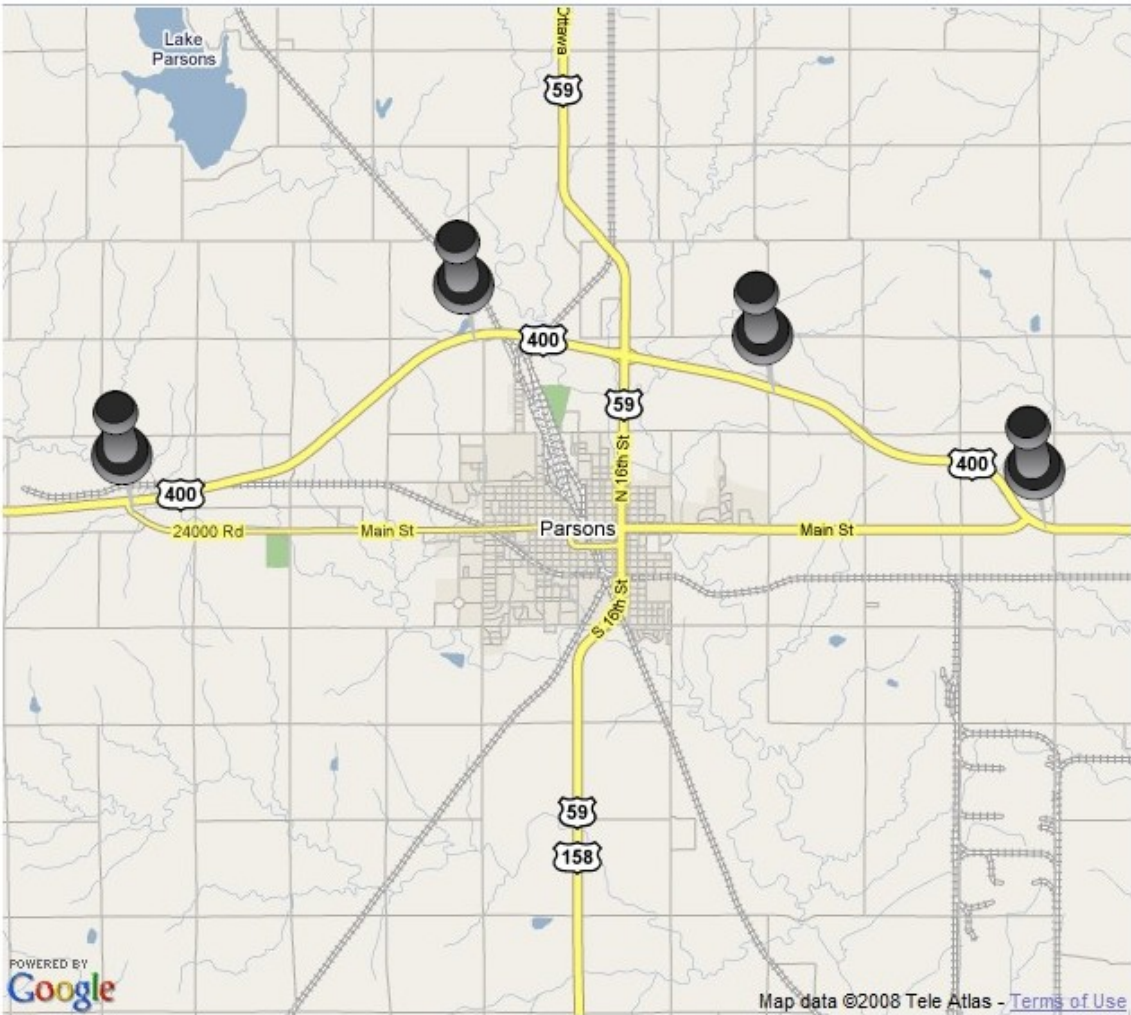 Ottawa
Lake
Parsons
59
400
59
N 16th St
400
400
24000 Rd
Main St
Parsons
Main St
S 16th St
59
158
POWERED BY
Google
Map data ©2008 Tele Atlas - Terms of Use